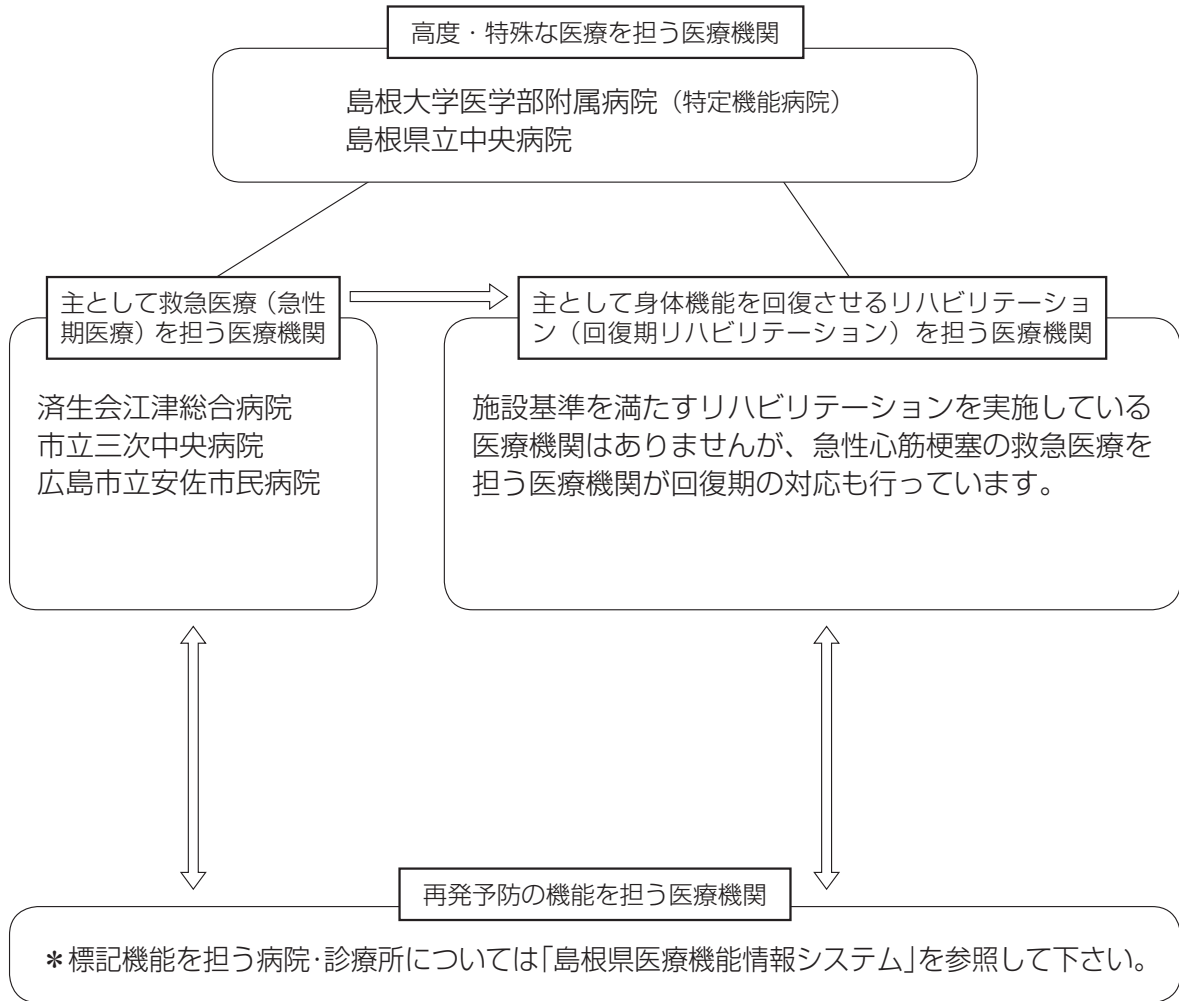 高度・特殊な医療を担う医療機関
島根大学医学部附属病院（特定機能病院）
島根県立中央病院
主として救急医療（急性
期医療）を担う医療機関
済生会江津総合病院
市立三次中央病院
広島市立安佐市民病院
主として身体機能を回復させるリハビリテーショ
ン（回復期リハビリテーション）を担う医療機関
施設基準を満たすリハビリテーションを実施している
医療機関はありませんが、急性心筋梗塞の救急医療を
担う医療機関が回復期の対応も行っています。
再発予防の機能を担う医療機関
＊標記機能を担う病院・診療所については「島根県医療機能情報システム」を参照して下さい。